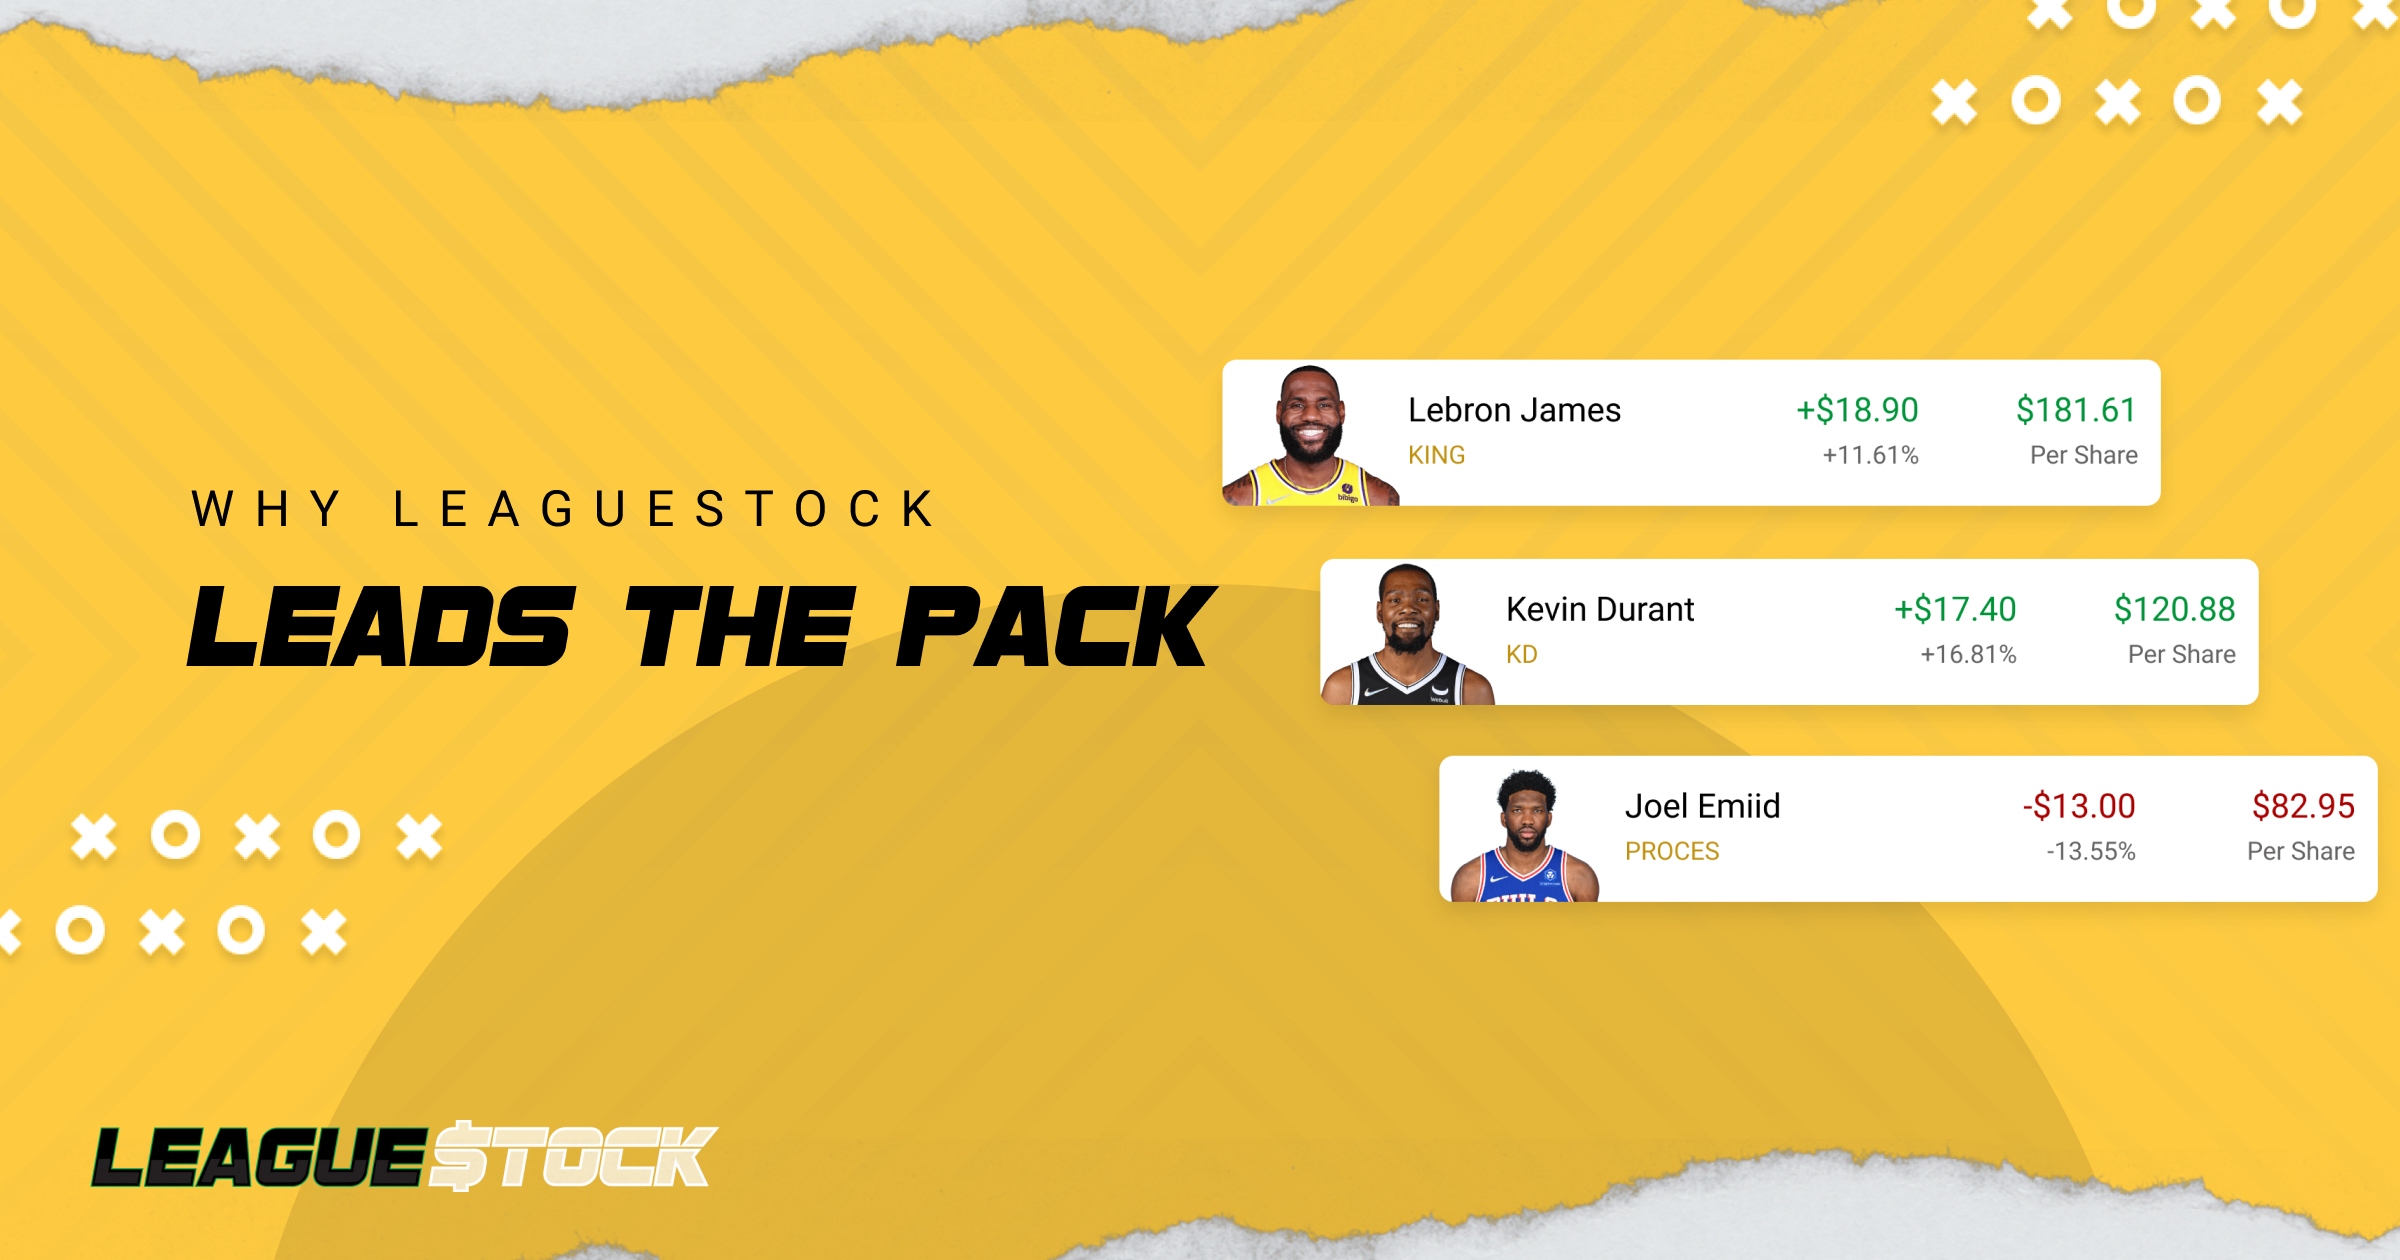 WHY LEAGUESTOCK
LEADS THE PACK
Lebron James
+$18.90
$181.61
KING
+11.61%
Per Share
bibigo
Kevin Durant
+$17.40
$120.88
KD
+16.81%
Per Share
Joel Emiid
-$13.00
$82.95
PROCES
-13.55%
Per Share
LEAGUE$TOCK